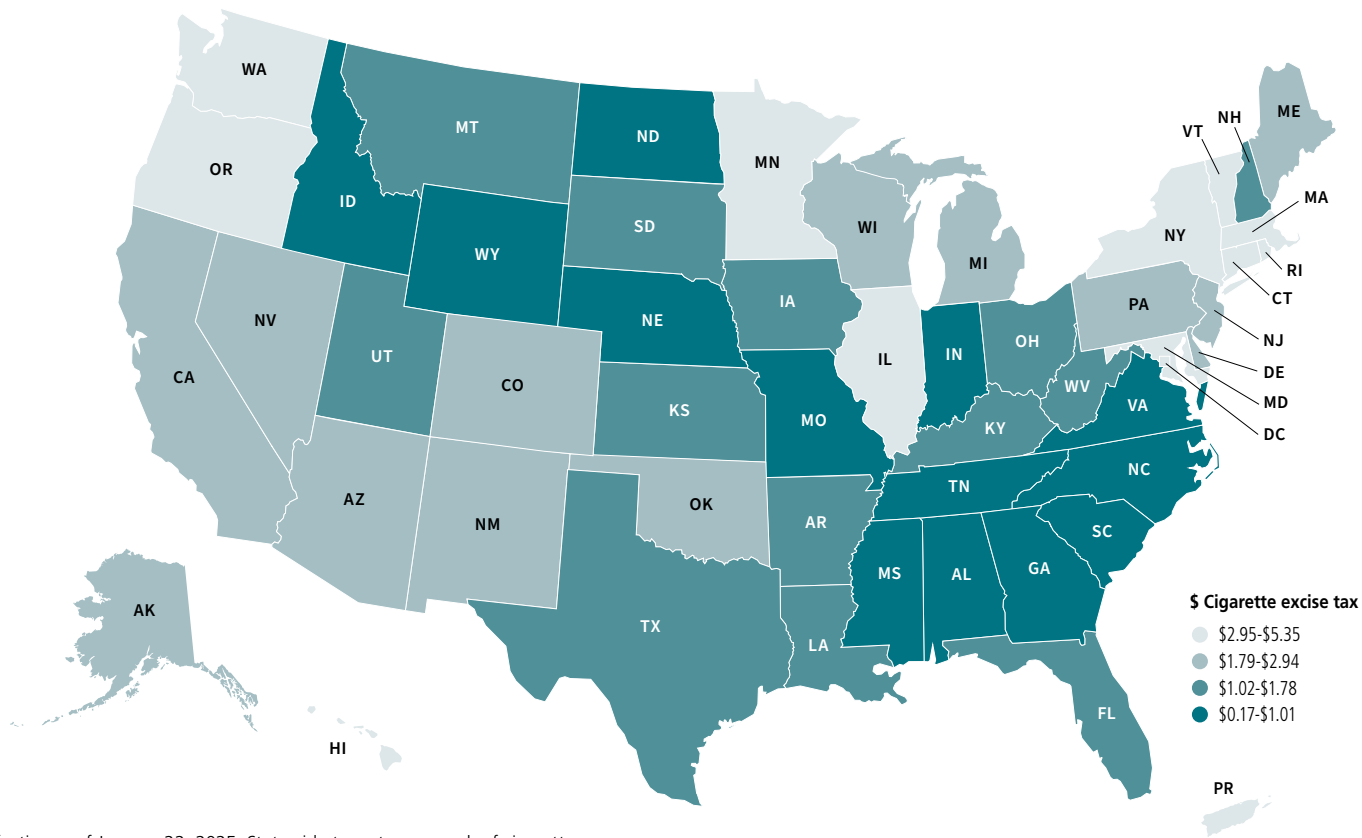 WA
MT
ND
MN
OR
ID
WY
SD
WI
MI
NY
VT
NH
ME
MA
RI
CT
NJ
DE
MD
DC
NV
CA
UT
CO
NE
IA
IL
IN
OH
PA
WV
VA
KS
MO
KY
NC
TN
SC
AZ
NM
OK
AR
MS
AL
GA
TX
LA
FL
AK
HI
PR
$ Cigarette excise tax
$2.95-$5.35
$1.79-$2.94
$1.02-$1.78
$0.17-$1.01